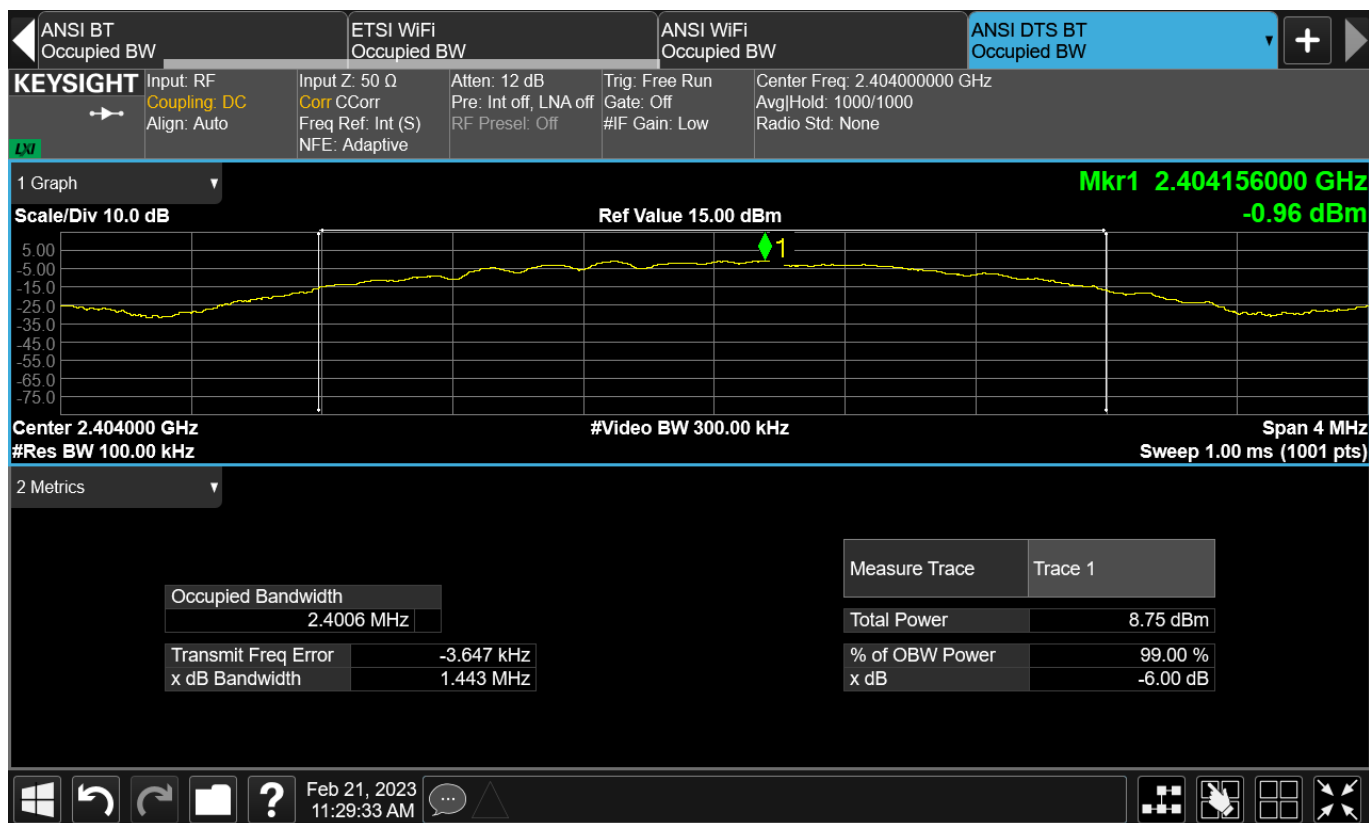 ANSI BT
Occupied BW
ETSI WiFi
Occupied BW
ANSI WiFi
Occupied BW
ANSI DTS BT
Occupied BW
KEYSIGHT
LXI
Input: RF
Coupling: DC
Align: Auto
Input Z: 50 Ω
Corr CCorr
Freq Ref: Int (S)
NFE: Adaptive
Atten: 12 dB
Pre: Int off, LNA off
RF Presel: Off
Trig: Free Run
Gate: Off
#IF Gain: Low
Center Freq: 2.404000000 GHz
Avg|Hold: 1000/1000
Radio Std: None
1 Graph
Mkr1 2.404156000 GHz
Scale/Div 10.0 dB
Ref Value 15.00 dBm
-0.96 dBm
1
5.00
-5.00
-15.0
-25.0
-35.0
-45.0
-55.0
-65.0
-75.0
Center 2.404000 GHz
#Video BW 300.00 kHz
Span 4 MHz
#Res BW 100.00 kHz
Sweep 1.00 ms (1001 pts)
2 Metrics
Measure Trace Trace 1
Occupied Bandwidth
2.4006 MHz
Total Power 8.75 dBm
Transmit Freq Error -3.647 kHz
% of OBW Power 99.00 %
x dB Bandwidth 1.443 MHz
x dB -6.00 dB
?
Feb 21, 2023
11:29:33 AM